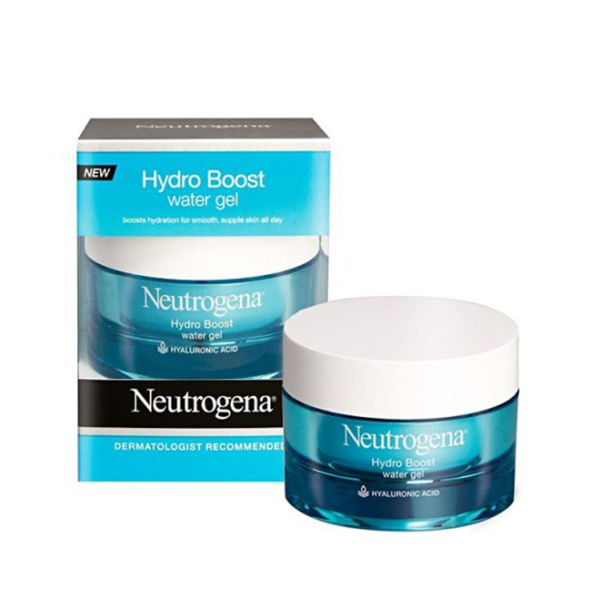 Neutrogena
NEW
Hydro Boost
water gel
boosts hydration for smooth, supple skin all day
Neutrogena®
Hydro Boost
water gel
HYALURONIC ACID
Neutrogena®
DERMATOLOGIST RECOMMENDED
Neutrogena®
Hydro Boost
water gel
HYALURONIC ACID